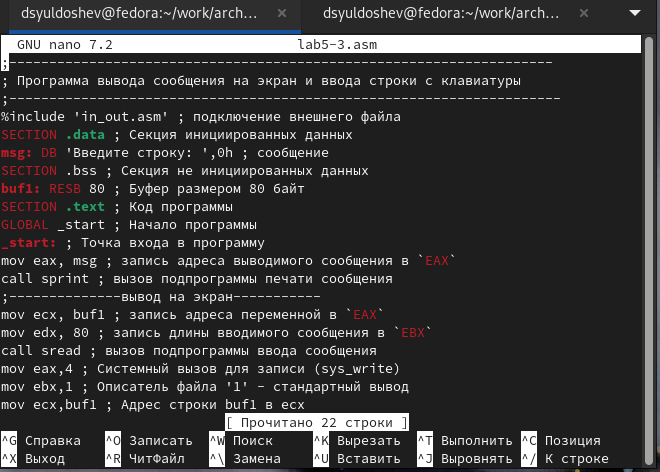 dsyuldoshev@fedora:~/work/arch... × dsyuldoshev@fedora:~/work/arch... ×
GNU nano 7.2 lab5-3.asm
;--------------------------------------------------------------------
; Программа вывода сообщения на экран и ввода строки с клавиатуры
;---------------------------------------------------------------------
%include 'in_out.asm' ; подключение внешнего файла
SECTION .data ; Секция инициированных данных
msg: DB 'Введите строку: ',0h ; сообщение
SECTION .bss ; Секция не инициированных данных
buf1: RESB 80 ; Буфер размером 80 байт
SECTION .text ; Код программы
GLOBAL _start ; Начало программы
_start: ; Точка входа в программу
mov eax, msg ; запись адреса выводимого сообщения в `EAX`
call sprint ; вызов подпрограммы печати сообщения
;--------------вывод на экран-----------
mov ecx, buf1 ; запись адреса переменной в `EAX`
mov edx, 80 ; запись длины вводимого сообщения в `EBX`
call sread ; вызов подпрограммы ввода сообщения
mov eax,4 ; Системный вызов для записи (sys_write)
mov ebx,1 ; Описатель файла '1' - стандартный вывод
mov ecx,buf1 ; Адрес строки buf1 в ecx
[ Прочитано 22 строки ]
^G Справка ^O Записать ^W Поиск ^K Вырезать ^T Выполнить ^C Позиция
^X Выход ^R ЧитФайл ^\ Замена ^U Вставить ^J Выровнять ^/ К строке